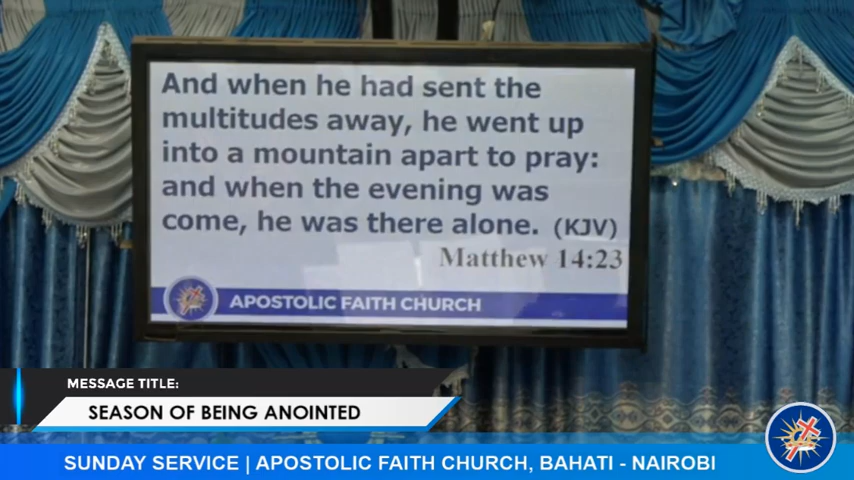 And when he had sent the
multitudes away, he went up
into a mountain apart to pray:
and when the evening was
come, he was there alone. (KJV)
Matthew 14:23
APOSTOLIC FAITH CHURCH
MESSAGE TITLE:
SEASON OF BEING ANOINTED
SUNDAY SERVICE | APOSTOLIC FAITH CHURCH, BAHATI - NAIROBI